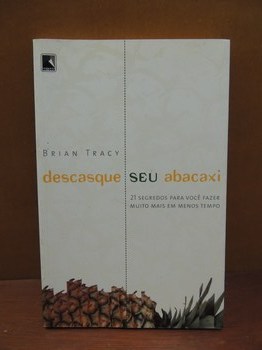 BRIAN TRACY
descasque seu abacaxi
21 SEGREDOS PARA VOCÊ FAZER
MUITO MAIS EM MENOS TEMPO